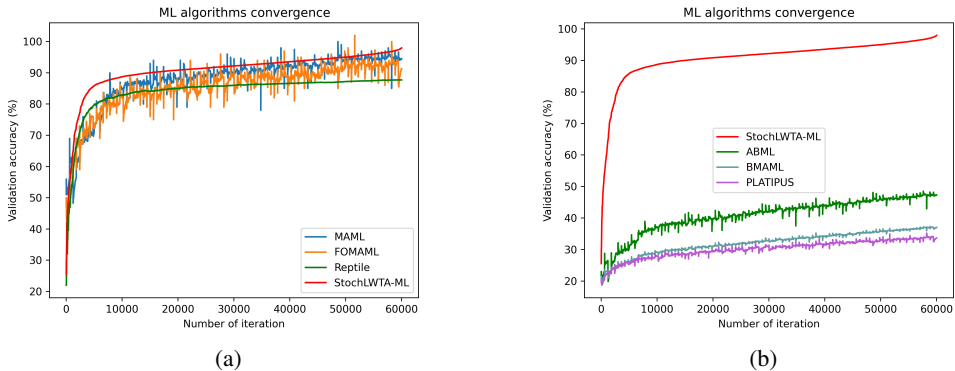 ML algorithms convergence
Validation accuracy (%)
100
90
80
70
60
50
40
30
20
0
10000
20000
30000
40000
50000
60000
Number of iteration
MAML
FOMAML
Reptile
StochLWTA-ML
(a)
ML algorithms convergence
Validation accuracy (%)
100
90
80
70
60
50
40
30
20
0
10000
20000
30000
40000
50000
60000
Number of iteration
StochLWTA-ML
ABML
BMAML
PLATIPUS
(b)